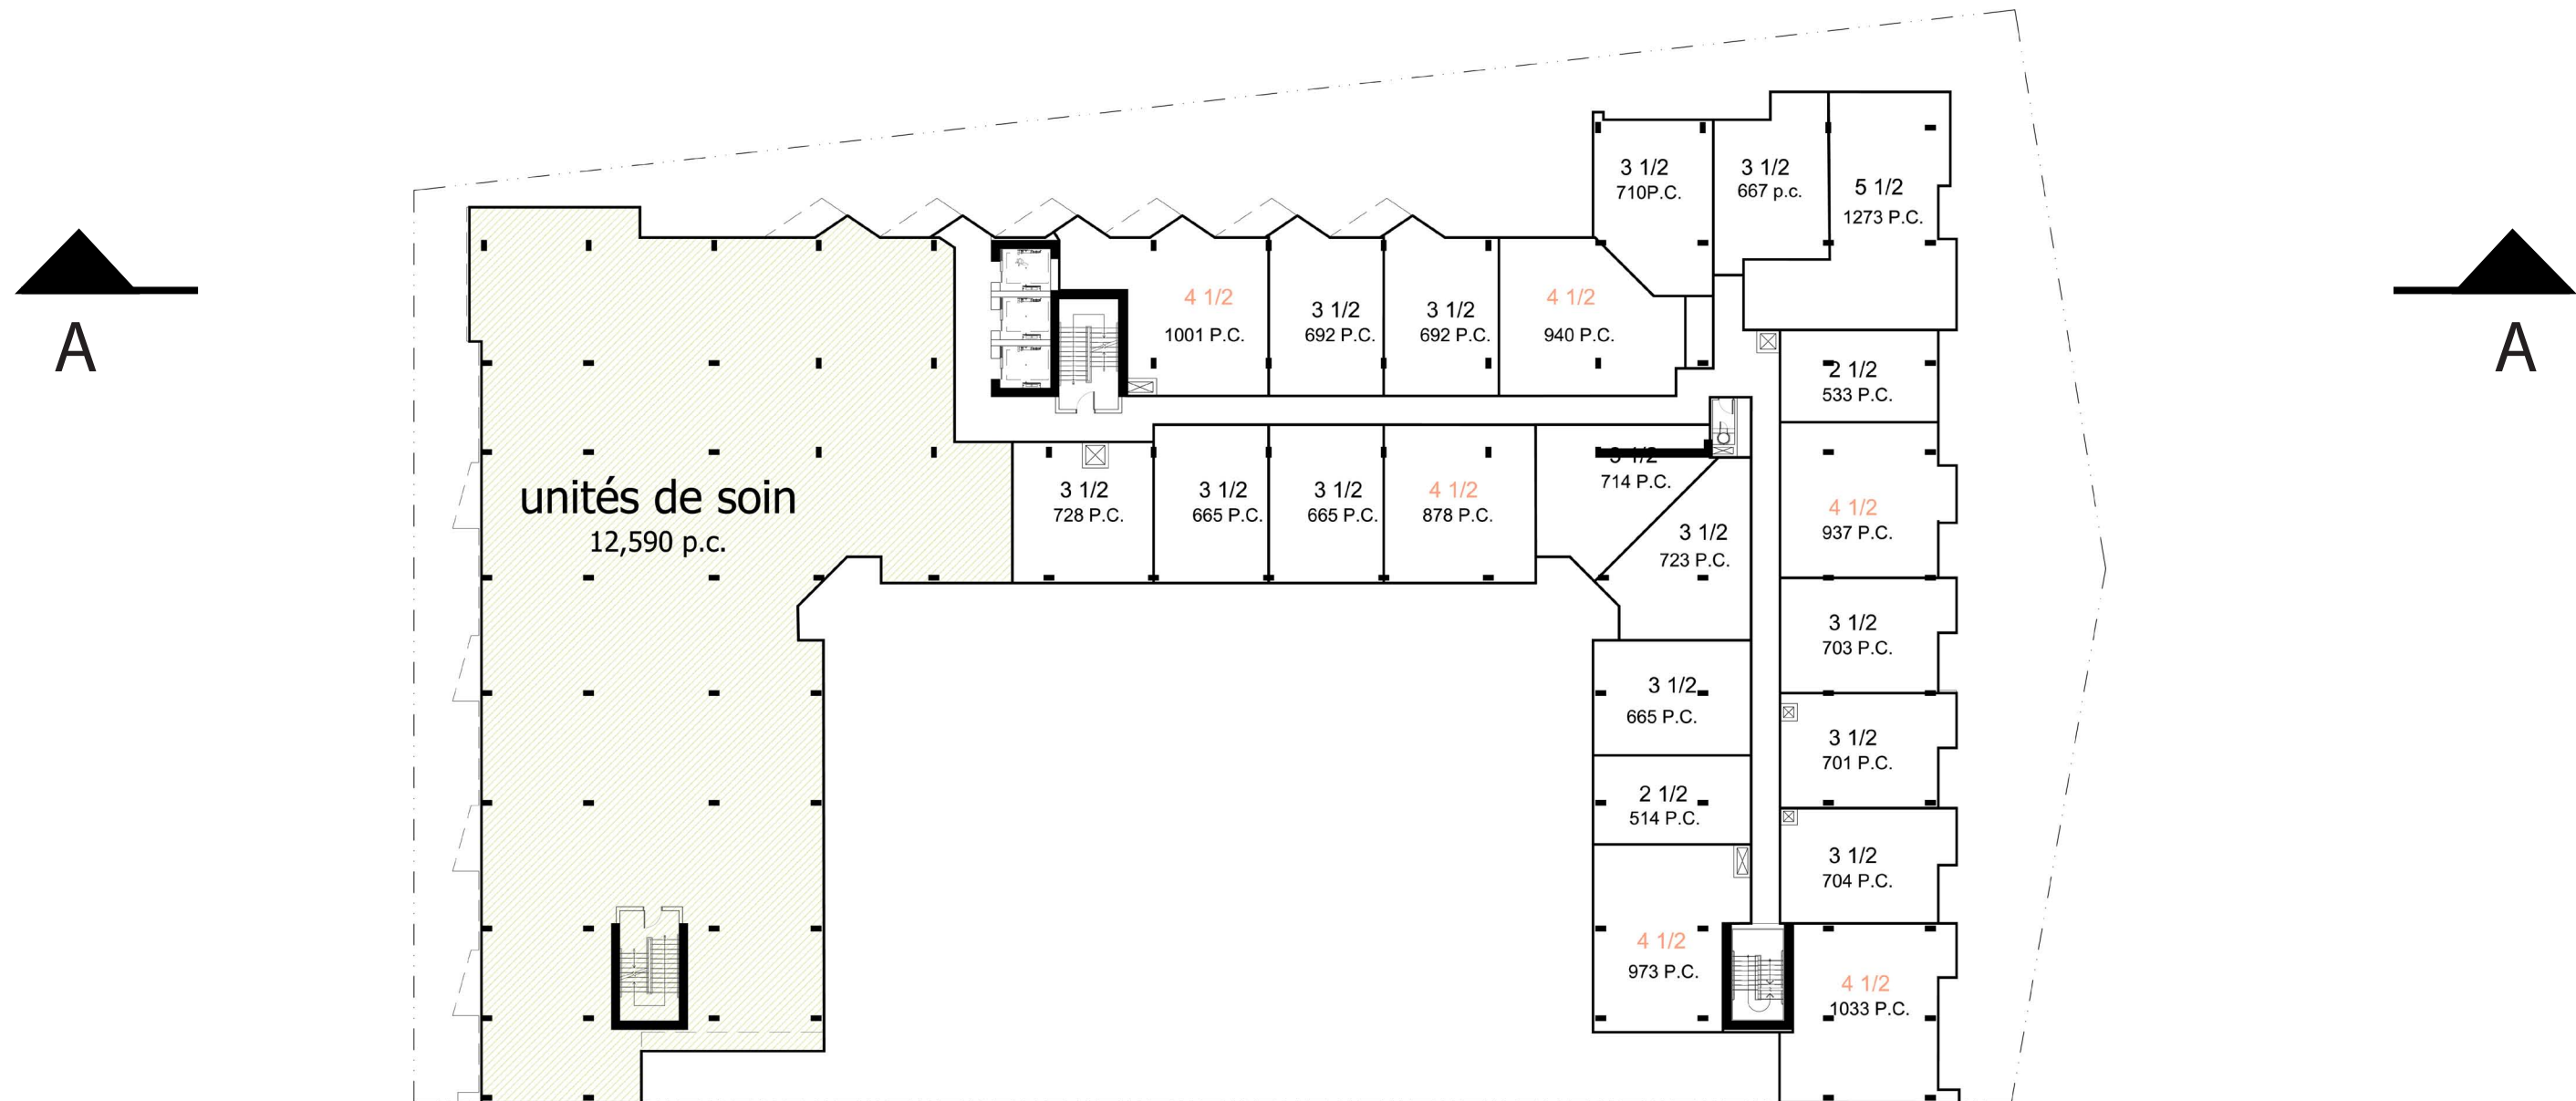 3 1/2
710P.C.
3 1/2
667 p.c.
5 1/2
1273 P.C.
A
A
4 1/2
1001 P.C.
3 1/2
692 P.C.
3 1/2
692 P.C.
4 1/2
940 P.C.
2 1/2
533 P.C.
unités de soin
12,590 p.c.
3 1/2
728 P.C.
3 1/2
665 P.C.
3 1/2
665 P.C.
4 1/2
878 P.C.
3 1/2
714 P.C.
3 1/2
723 P.C.
4 1/2
937 P.C.
3 1/2
703 P.C.
3 1/2
665 P.C.
3 1/2
701 P.C.
2 1/2
514 P.C.
3 1/2
704 P.C.
4 1/2
973 P.C.
4 1/2
1033 P.C.